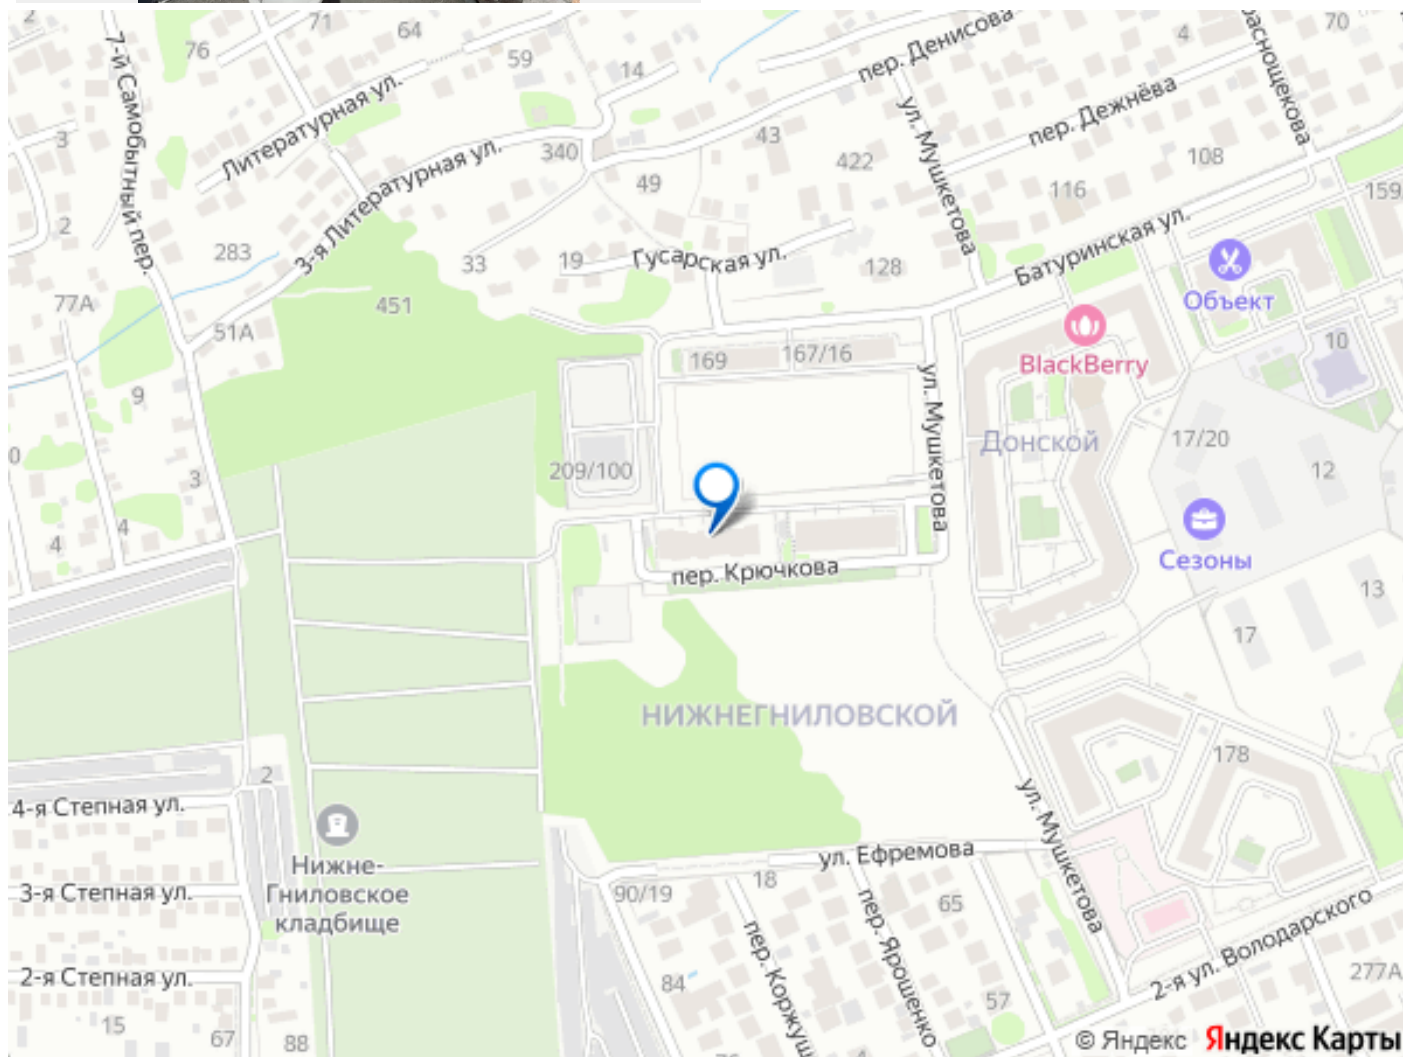 2
71
64
76
59
14
7-й Самобытный пер.
Литературная ул.
3-я Литературная ул.
пер. Денисова
4
70
пер. Дежнёва
ул. Мушкетова
43
422
108
116
159
3
340
49
2
283
33
19
Гусарская ул.
128
Батуринская ул.
Объект
77А
51А
451
BlackBerry
10
169
167/16
ул. Мушкетова
9
Донской
17/20
12
209/100
3
4
4
Сезоны
пер. Крючкова
13
17
НИЖНЕГНИЛОВСКОЙ
178
2
4-я Степная ул.
ул. Мушкетова
Нижне-
Гниловское
кладбище
ул. Ефремова
3-я Степная ул.
90/19
18
65
пер. Ярошенко
2-я ул. Володарского
2-я Степная ул.
84
57
277А
15
67
88
4
© Яндекс Яндекс Карты